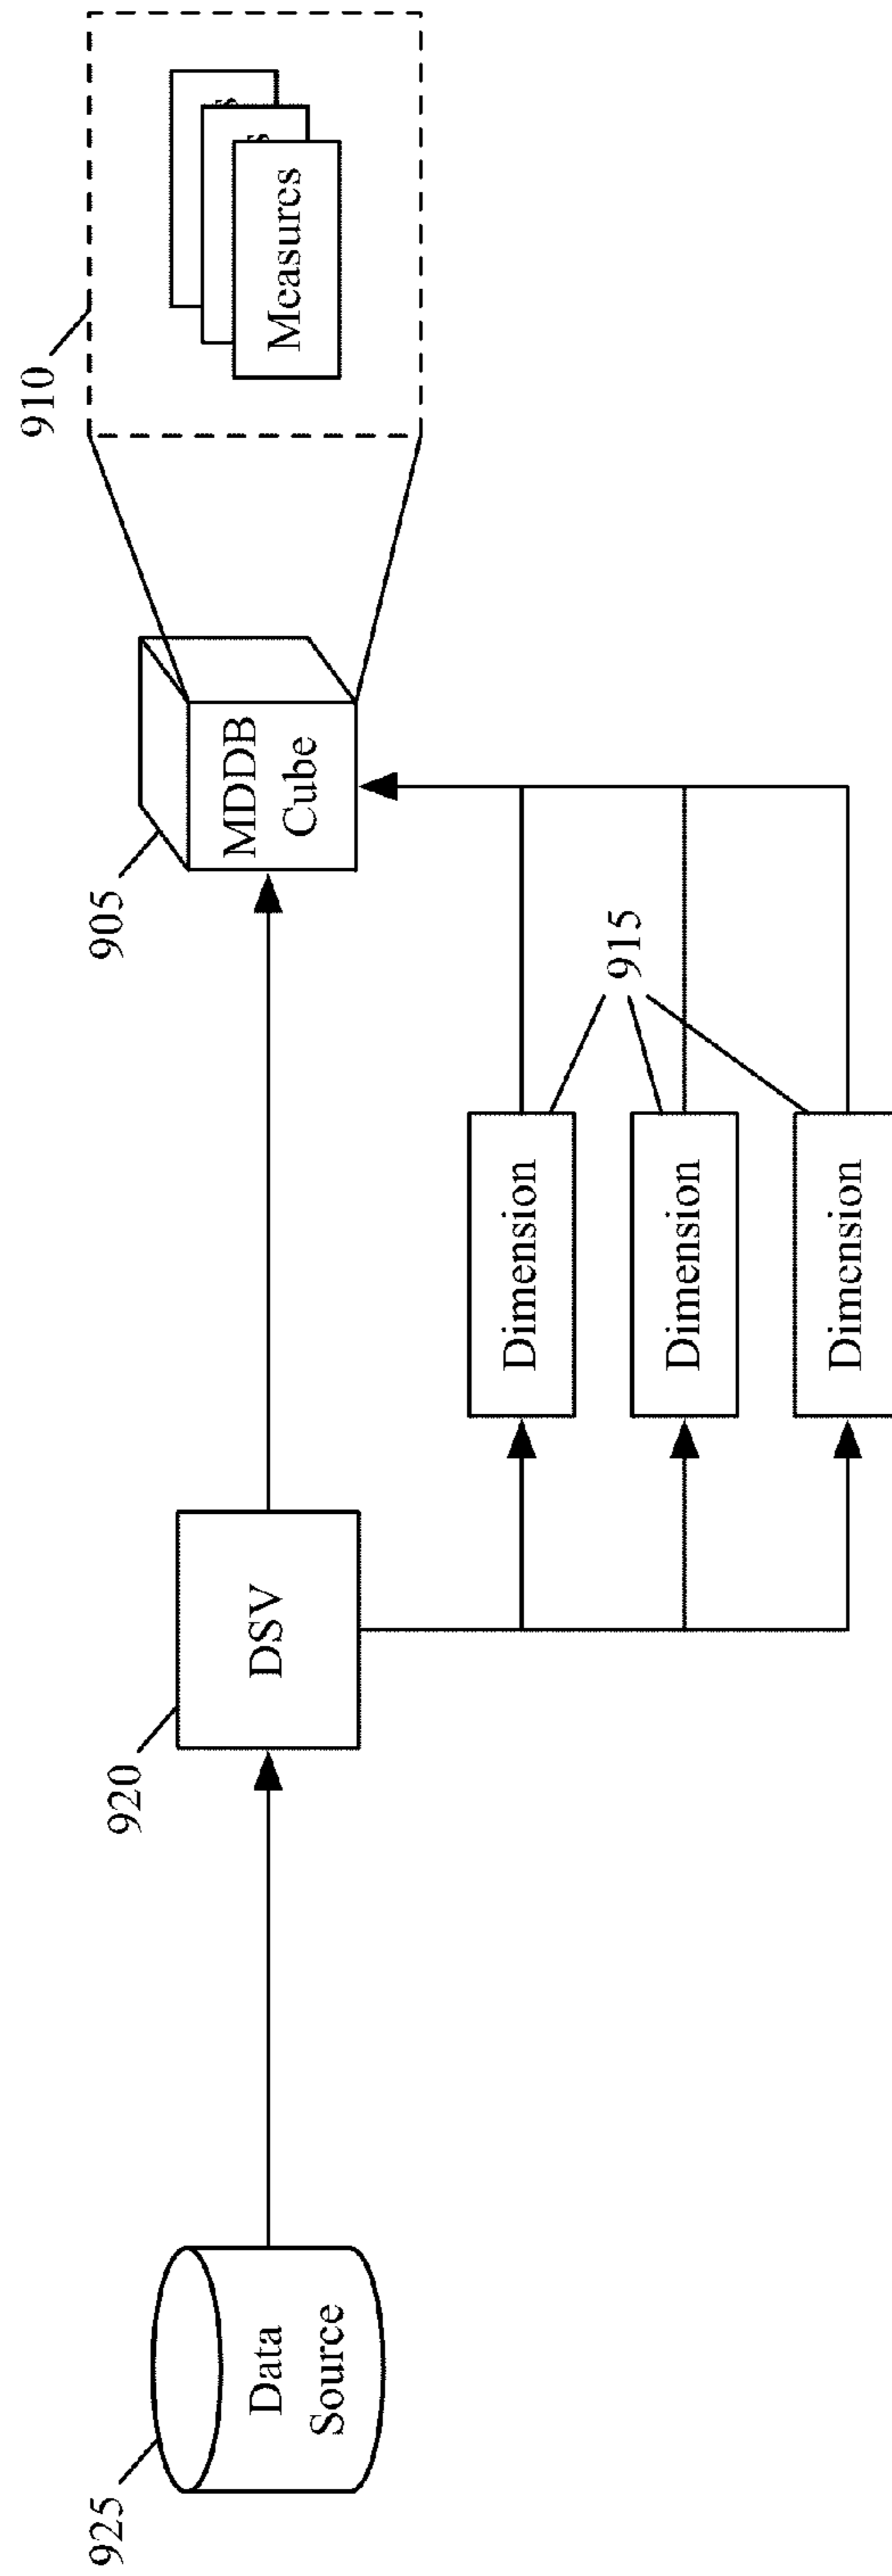 910
Measures
s
s
905
MDDB
Cube
915
920
DSV
Dimension
Dimension
Dimension
925
Data
Source